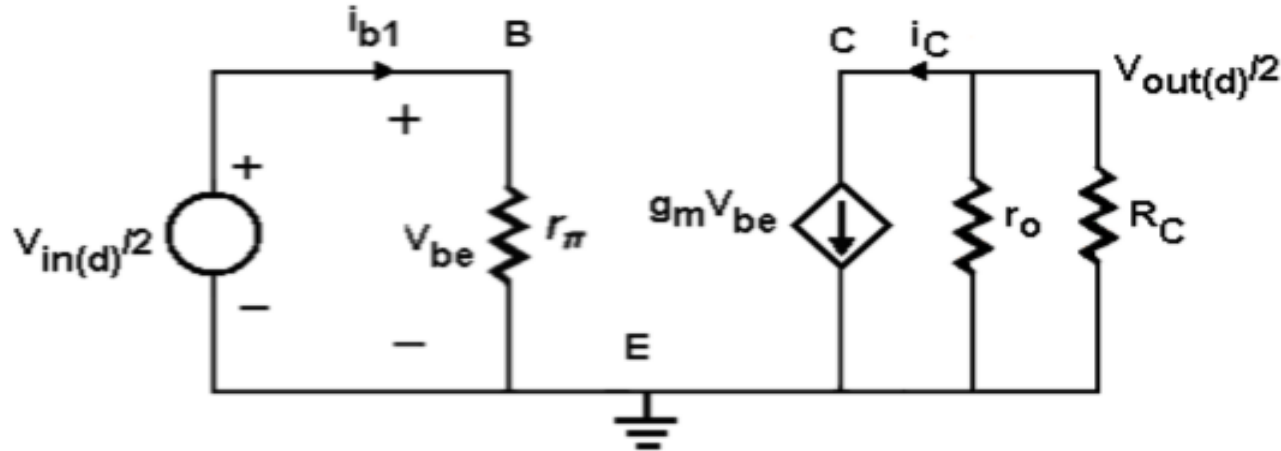 i_b1
B
C
i_C
V_out(d)/2
+
+
V_in(d)/2
V_be
r_π
g_mV_be
r_o
R_C
−
−
E